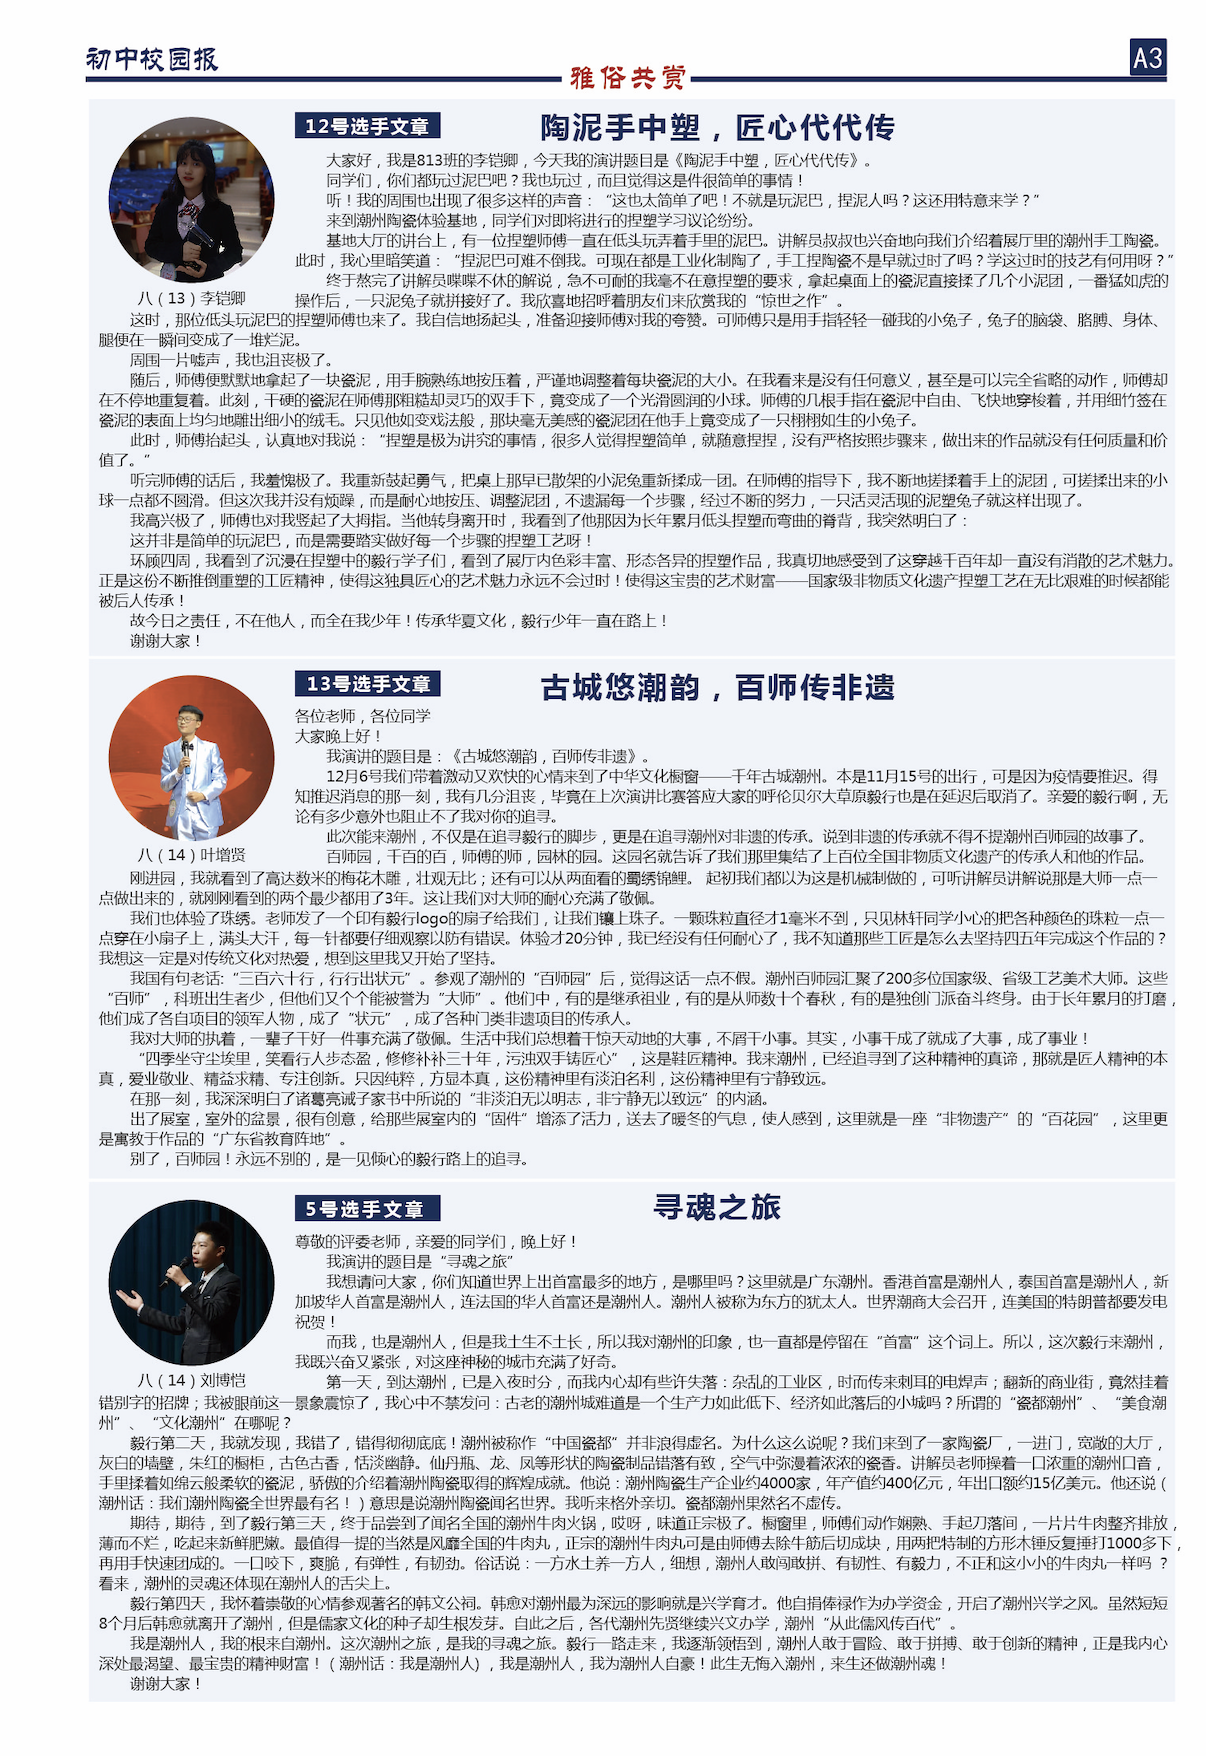 初中校园报
雅俗共赏
A3
12号选手文章
陶泥手中塑，匠心代代传
八（13）李铠卿
大家好，我是813班的李铠卿，今天我的演讲题目是《陶泥手中塑，匠心代代传》。
同学们，你们都玩过泥巴吧？我也玩过，而且觉得这是件很简单的事情！
听！我的周围也出现了很多这样的声音：“这也太简单了吧！不就是玩泥巴，捏泥人吗？这还用特意来学？”
来到潮州陶瓷体验基地，同学们对即将进行的捏塑学习议论纷纷。
基地大厅的讲台上，有一位捏塑师傅一直在低头玩弄着手里的泥巴。讲解员叔叔也兴奋地向我们介绍着展厅里的潮州手工陶瓷。
此时，我心里暗笑道：“捏泥巴可难不倒我。可现在都是工业化制陶了，手工捏陶瓷不是早就过时了吗？学这过时的技艺有何用呀？”
终于熬完了讲解员喋喋不休的解说，急不可耐的我毫不在意捏塑的要求，拿起桌面上的瓷泥直接揉了几个小泥团，一番猛如虎的
操作后，一只泥兔子就拼接好了。我欣喜地招呼着朋友们来欣赏我的“惊世之作”。
这时，那位低头玩泥巴的捏塑师傅也来了。我自信地扬起头，准备迎接师傅对我的夸赞。可师傅只是用手指轻轻一碰我的小兔子，兔子的脑袋、胳膊、身体、
腿便在一瞬间变成了一堆烂泥。
周围一片嘘声，我也沮丧极了。
随后，师傅便默默地拿起了一块瓷泥，用手腕熟练地按压着，严谨地调整着每块瓷泥的大小。在我看来是没有任何意义，甚至是可以完全省略的动作，师傅却
在不停地重复着。此刻，干硬的瓷泥在师傅那粗糙却灵巧的双手下，竟变成了一个光滑圆润的小球。师傅的几根手指在瓷泥中自由、飞快地穿梭着，并用细竹签在
瓷泥的表面上均匀地雕出细小的绒毛。只见他如变戏法般，那块毫无美感的瓷泥团在他手上竟变成了一只栩栩如生的小兔子。
此时，师傅抬起头，认真地对我说：“捏塑是极为讲究的事情，很多人觉得捏塑简单，就随意捏捏，没有严格按照步骤来，做出来的作品就没有任何质量和价
值了。”
听完师傅的话后，我羞愧极了。我重新鼓起勇气，把桌上那早已散架的小泥兔重新揉成一团。在师傅的指导下，我不断地搓揉着手上的泥团，可搓揉出来的小
球一点都不圆滑。但这次我并没有烦躁，而是耐心地按压、调整泥团，不遗漏每一个步骤，经过不断的努力，一只活灵活现的泥塑兔子就这样出现了。
我高兴极了，师傅也对我竖起了大拇指。当他转身离开时，我看到了他那因为长年累月低头捏塑而弯曲的脊背，我突然明白了：
这并非是简单的玩泥巴，而是需要踏实做好每一个步骤的捏塑工艺呀！
环顾四周，我看到了沉浸在捏塑中的毅行学子们，看到了展厅内色彩丰富、形态各异的捏塑作品，我真切地感受到了这穿越千百年却一直没有消散的艺术魅力。
正是这份不断推倒重塑的工匠精神，使得这独具匠心的艺术魅力永远不会过时！使得这宝贵的艺术财富——国家级非物质文化遗产捏塑工艺在无比艰难的时候都能
被后人传承！
故今日之责任，不在他人，而全在我少年！传承华夏文化，毅行少年一直在路上！
谢谢大家！
13号选手文章
古城悠潮韵，百师传非遗
八（14）叶增贤
各位老师，各位同学
大家晚上好！
我演讲的题目是：《古城悠潮韵，百师传非遗》。
12月6号我们带着激动又欢快的心情来到了中华文化橱窗——千年古城潮州。本是11月15号的出行，可是因为疫情要推迟。得
知推迟消息的那一刻，我有几分沮丧，毕竟在上次演讲比赛答应大家的呼伦贝尔大草原毅行也是在延迟后取消了。亲爱的毅行啊，无
论有多少意外也阻止不了我对你的追寻。
此次能来潮州，不仅是在追寻毅行的脚步，更是在追寻潮州对非遗的传承。说到非遗的传承就不得不提潮州百师园的故事了。
百师园，千百的百，师傅的师，园林的园。这园名就告诉了我们那里集结了上百位全国非物质文化遗产的传承人和他的作品。
刚进园，我就看到了高达数米的梅花木雕，壮观无比；还有可以从两面看的蜀绣锦鲤。 起初我们都以为这是机械制做的，可听讲解员讲解说那是大师一点一
点做出来的，就刚刚看到的两个最少都用了3年。这让我们对大师的耐心充满了敬佩。
我们也体验了珠绣。老师发了一个印有毅行logo的扇子给我们，让我们镶上珠子。一颗珠粒直径才1毫米不到，只见林轩同学小心的把各种颜色的珠粒一点一
点穿在小扇子上，满头大汗，每一针都要仔细观察以防有错误。体验才20分钟，我已经没有任何耐心了，我不知道那些工匠是怎么去坚持四五年完成这个作品的？
我想这一定是对传统文化对热爱，想到这里我又开始了坚持。
我国有句老话:“三百六十行，行行出状元”。参观了潮州的“百师园”后，觉得这话一点不假。潮州百师园汇聚了200多位国家级、省级工艺美术大师。这些
“百师”，科班出生者少，但他们又个个能被誉为“大师”。他们中，有的是继承祖业，有的是从师数十个春秋，有的是独创门派奋斗终身。由于长年累月的打磨，
他们成了各自项目的领军人物，成了“状元”，成了各种门类非遗项目的传承人。
我对大师的执着，一辈子干好一件事充满了敬佩。生活中我们总想着干惊天动地的大事，不屑干小事。其实，小事干成了就成了大事，成了事业！
“四季坐守尘埃里，笑看行人步态盈，修修补补三十年，污浊双手铸匠心”，这是鞋匠精神。我来潮州，已经追寻到了这种精神的真谛，那就是匠人精神的本
真，爱业敬业、精益求精、专注创新。只因纯粹，方显本真，这份精神里有淡泊名利，这份精神里有宁静致远。
在那一刻，我深深明白了诸葛亮诫子家书中所说的“非淡泊无以明志，非宁静无以致远”的内涵。
出了展室，室外的盆景，很有创意，给那些展室内的“固件”增添了活力，送去了暖冬的气息，使人感到，这里就是一座“非物遗产”的“百花园”，这里更
是寓教于作品的“广东省教育阵地”。
别了，百师园！永远不别的，是一见倾心的毅行路上的追寻。
5号选手文章
寻魂之旅
八（14）刘博恺
尊敬的评委老师，亲爱的同学们，晚上好！
我演讲的题目是“寻魂之旅”
我想请问大家，你们知道世界上出首富最多的地方，是哪里吗？这里就是广东潮州。香港首富是潮州人，泰国首富是潮州人，新
加坡华人首富是潮州人，连法国的华人首富还是潮州人。潮州人被称为东方的犹太人。世界潮商大会召开，连美国的特朗普都要发电
祝贺！
而我，也是潮州人，但是我土生不土长，所以我对潮州的印象，也一直都是停留在“首富”这个词上。所以，这次毅行来潮州，
我既兴奋又紧张，对这座神秘的城市充满了好奇。
第一天，到达潮州，已是入夜时分，而我内心却有些许失落：杂乱的工业区，时而传来刺耳的电焊声；翻新的商业街，竟然挂着
错别字的招牌；我被眼前这一景象震惊了，我心中不禁发问：古老的潮州城难道是一个生产力如此低下、经济如此落后的小城吗？所谓的“瓷都潮州”、“美食潮
州”、“文化潮州”在哪呢？
毅行第二天，我就发现，我错了，错得彻彻底底！潮州被称作“中国瓷都”并非浪得虚名。为什么这么说呢？我们来到了一家陶瓷厂，一进门，宽敞的大厅，
灰白的墙壁，朱红的橱柜，古色古香，恬淡幽静。仙丹瓶、龙、凤等形状的陶瓷制品错落有致，空气中弥漫着浓浓的瓷香。讲解员老师操着一口浓重的潮州口音，
手里揉着如绵云般柔软的瓷泥，骄傲的介绍着潮州陶瓷取得的辉煌成就。他说：潮州陶瓷生产企业约4000家，年产值约400亿元，年出口额约15亿美元。他还说（
潮州话：我们潮州陶瓷全世界最有名！）意思是说潮州陶瓷闻名世界。我听来格外亲切。瓷都潮州果然名不虚传。
期待，期待，到了毅行第三天，终于品尝到了闻名全国的潮州牛肉火锅，哎呀，味道正宗极了。橱窗里，师傅们动作娴熟、手起刀落间，一片片牛肉整齐排放，
薄而不烂，吃起来新鲜肥嫩。最值得一提的当然是风靡全国的牛肉丸，正宗的潮州牛肉丸可是由师傅去除牛筋后切成块，用两把特制的方形木锤反复捶打1000多下，
再用手快速团成的。一口咬下，爽脆，有弹性，有韧劲。俗话说：一方水土养一方人，细想，潮州人敢闯敢拼、有韧性、有毅力，不正和这小小的牛肉丸一样吗 ？
看来，潮州的灵魂还体现在潮州人的舌尖上。
毅行第四天，我怀着崇敬的心情参观著名的韩文公祠。韩愈对潮州最为深远的影响就是兴学育才。他自捐俸禄作为办学资金，开启了潮州兴学之风。虽然短短
8个月后韩愈就离开了潮州，但是儒家文化的种子却生根发芽。自此之后，各代潮州先贤继续兴文办学，潮州“从此儒风传百代”。
我是潮州人，我的根来自潮州。这次潮州之旅，是我的寻魂之旅。毅行一路走来，我逐渐领悟到，潮州人敢于冒险、敢于拼搏、敢于创新的精神，正是我内心
深处最渴望、最宝贵的精神财富！（潮州话：我是潮州人），我是潮州人，我为潮州人自豪！此生无悔入潮州，来生还做潮州魂！
谢谢大家！